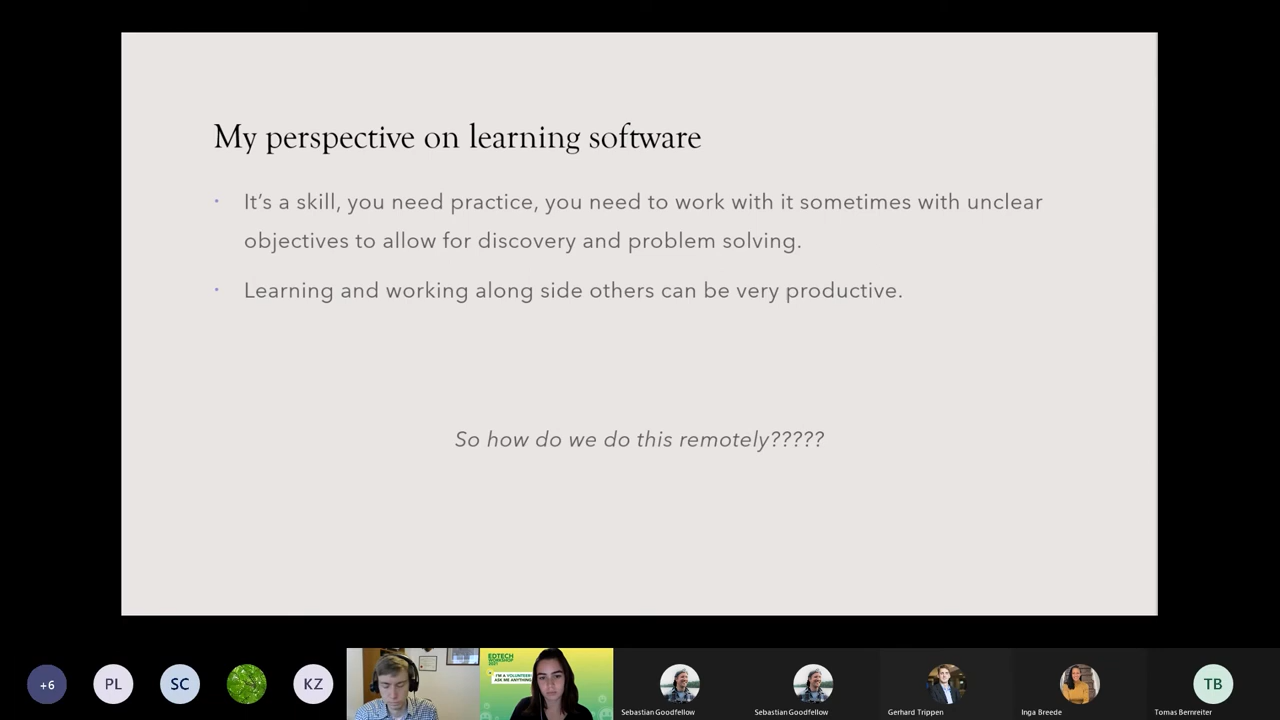 My perspective on learning software
It's a skill, you need practice, you need to work with it sometimes with unclear
objectives to allow for discovery and problem solving.
Learning and working along side others can be very productive.
So how do we do this remotely?????
+6
PL
SC
KZ
EDTECH
WORKSHOP
2021
I'M A VOLUNTEER!
ASK ME ANYTHING
Sebastian Goodfellow
Sebastian Goodfellow
Gerhard Trippen
Inga Breede
TB
Tomas Bernreiter